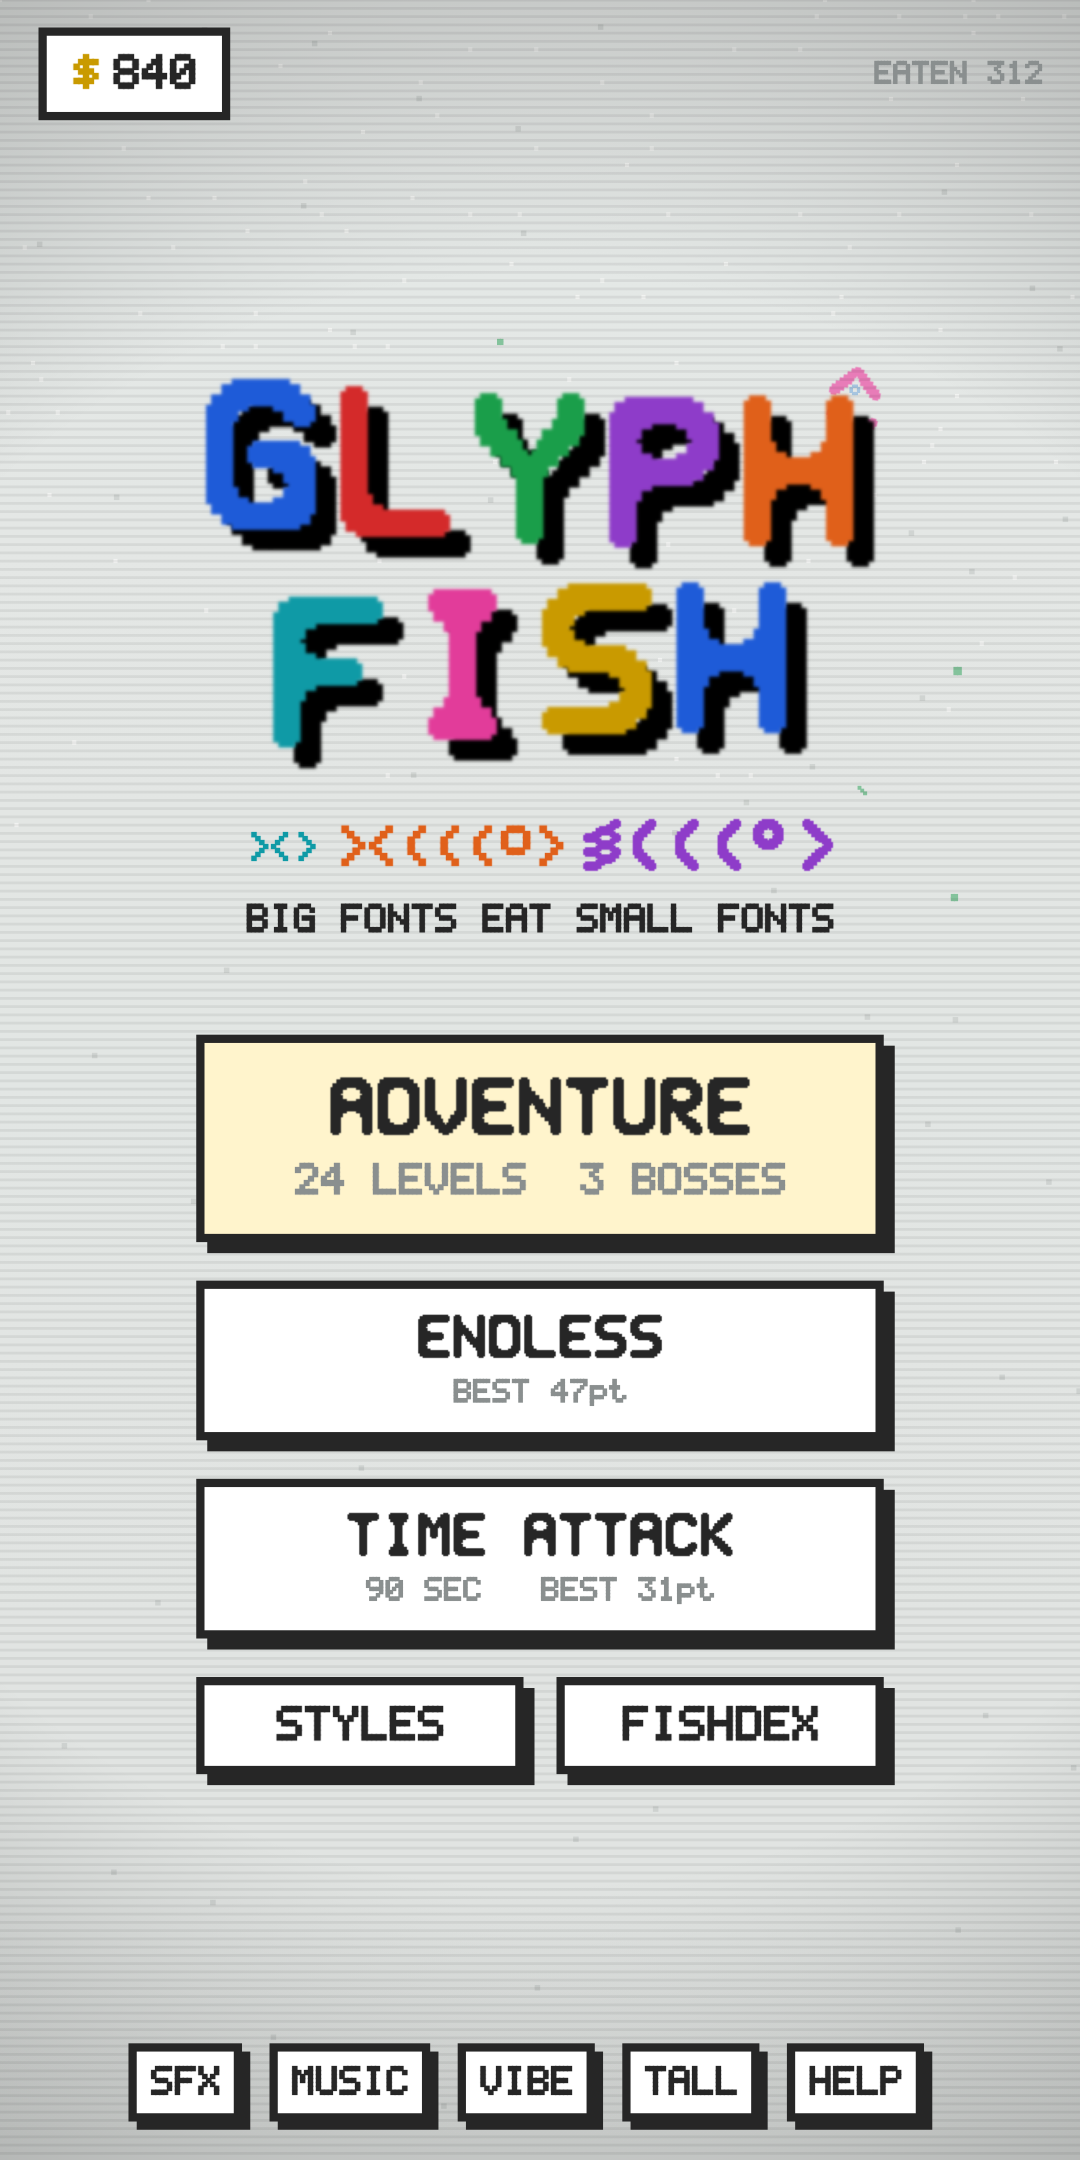 $ 840
EATEN 312
GLYPH
FISH
><> ><(((o> ≸(((°>
BIG FONTS EAT SMALL FONTS
ADVENTURE
24 LEVELS 3 BOSSES
ENDLESS
BEST 47pt
TIME ATTACK
90 SEC BEST 31pt
STYLES FISHDEX
SFX MUSIC VIBE TALL HELP